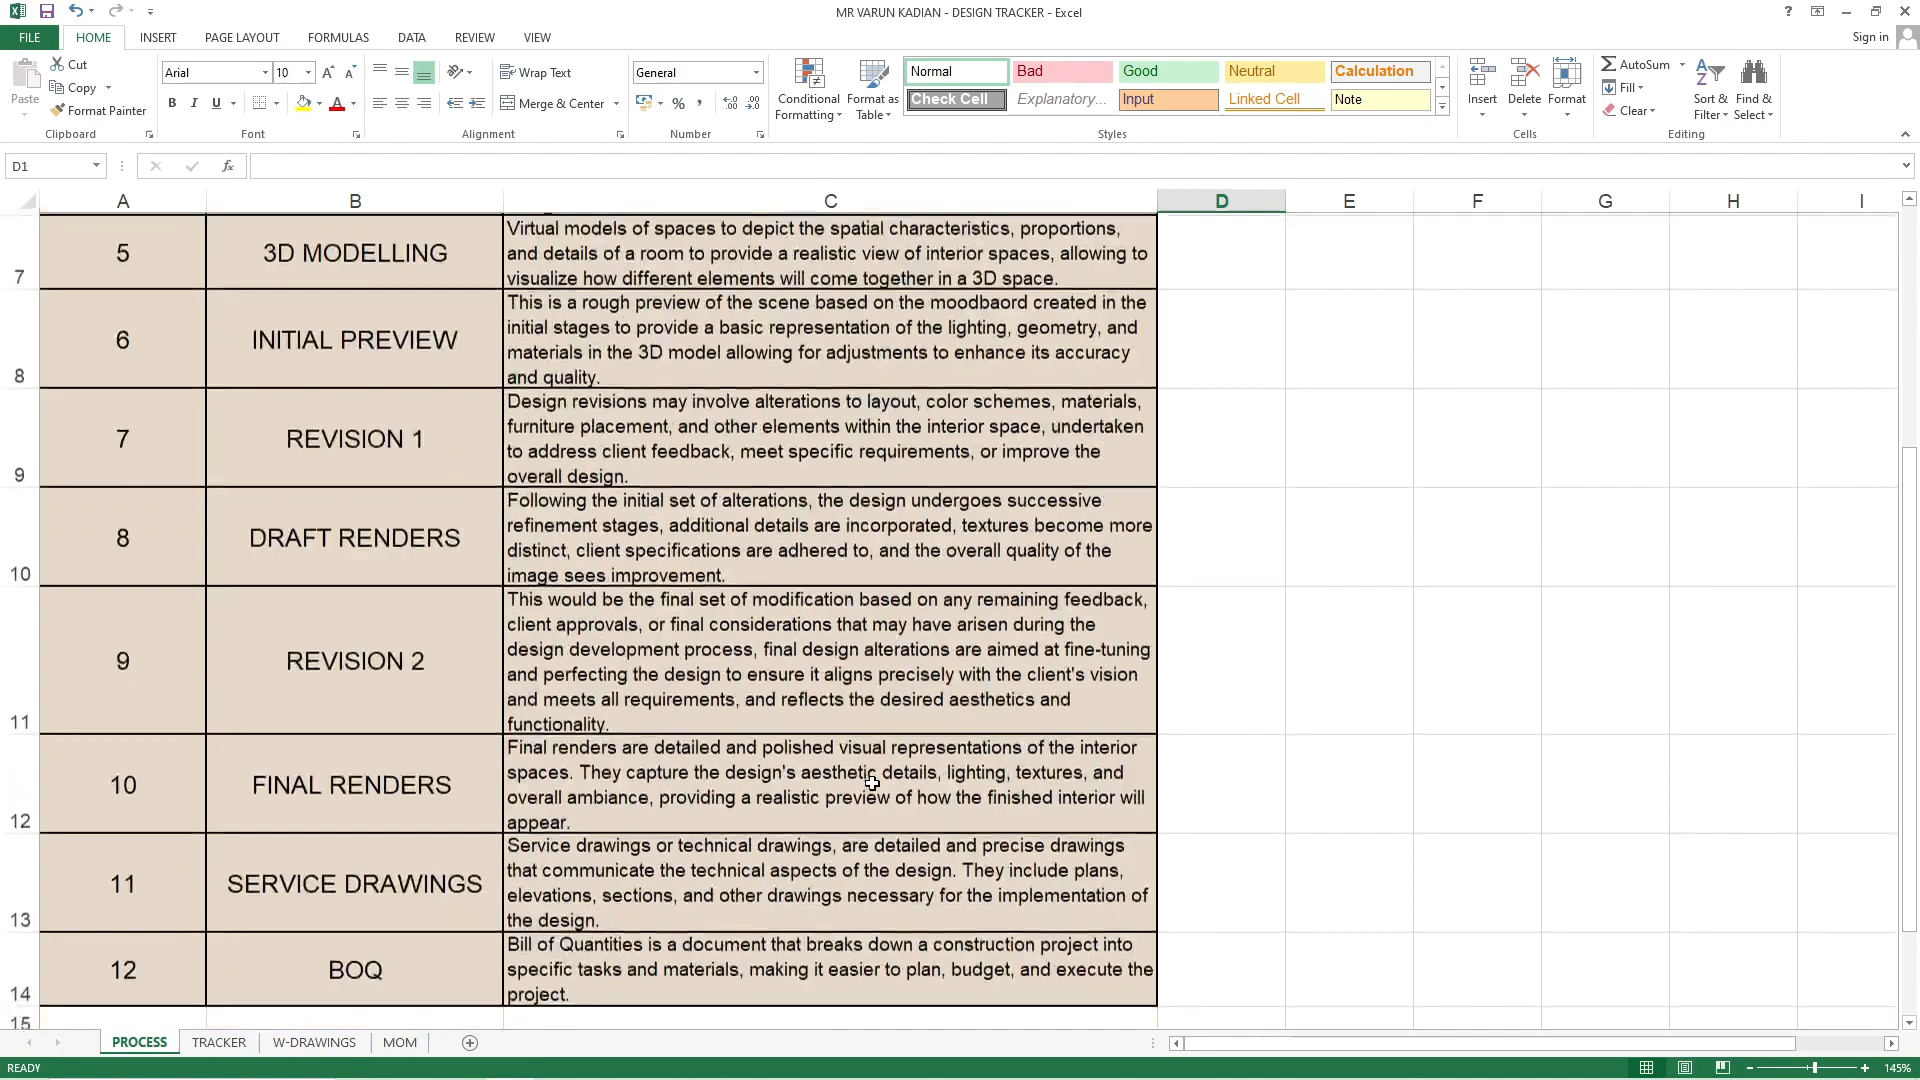 MR VARUN KADIAN - DESIGN TRACKER - Excel
FILE HOME INSERT PAGE LAYOUT FORMULAS DATA REVIEW VIEW Sign in
Paste Cut Copy Format Painter Clipboard
Arial 10 B I U Font
Wrap Text Merge & Center Alignment
General % Number
Conditional Formatting Format as Table
Normal Bad Good Neutral Calculation
Check Cell Explanatory... Input Linked Cell Note
Styles
Insert Delete Format Cells
AutoSum Fill Clear Sort & Filter Find & Select Editing
D1 fx
A B C D E F G H I
7 5 3D MODELLING
Virtual models of spaces to depict the spatial characteristics, proportions,
and details of a room to provide a realistic view of interior spaces, allowing to
visualize how different elements will come together in a 3D space.
8 6 INITIAL PREVIEW
This is a rough preview of the scene based on the moodbaord created in the
initial stages to provide a basic representation of the lighting, geometry, and
materials in the 3D model allowing for adjustments to enhance its accuracy
and quality.
9 7 REVISION 1
Design revisions may involve alterations to layout, color schemes, materials,
furniture placement, and other elements within the interior space, undertaken
to address client feedback, meet specific requirements, or improve the
overall design.
10 8 DRAFT RENDERS
Following the initial set of alterations, the design undergoes successive
refinement stages, additional details are incorporated, textures become more
distinct, client specifications are adhered to, and the overall quality of the
image sees improvement.
11 9 REVISION 2
This would be the final set of modification based on any remaining feedback,
client approvals, or final considerations that may have arisen during the
design development process, final design alterations are aimed at fine-tuning
and perfecting the design to ensure it aligns precisely with the client's vision
and meets all requirements, and reflects the desired aesthetics and
functionality.
12 10 FINAL RENDERS
Final renders are detailed and polished visual representations of the interior
spaces. They capture the design's aesthetic details, lighting, textures, and
overall ambiance, providing a realistic preview of how the finished interior will
appear.
13 11 SERVICE DRAWINGS
Service drawings or technical drawings, are detailed and precise drawings
that communicate the technical aspects of the design. They include plans,
elevations, sections, and other drawings necessary for the implementation of
the design.
14 12 BOQ
Bill of Quantities is a document that breaks down a construction project into
specific tasks and materials, making it easier to plan, budget, and execute the
project.
15
PROCESS TRACKER W-DRAWINGS MOM
READY 145%